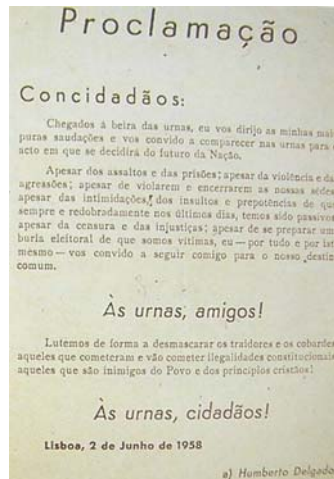 Proclamação
Concidadãos:
Chegados á beira das urnas, eu vos dirijo as minhas mais
puras saudações e vos convido a comparecer nas urnas para o
acto em que se decidirá do futuro da Nação.
Apesar dos assaltos e das prisões; apesar da violência e das
agressões; apesar de violarem e encerrarem as nossas sédes
apesar das intimidações, dos insultos e prepotências de que
sempre e redobradamente nos últimos dias, temos sido passivos
apesar da censura e das injustiças; apesar de se preparar uma
burla eleitoral de que somos vítimas, eu — por tudo e por isto
mesmo — vos convido a seguir comigo para o nosso destino
comum.
Às urnas, amigos!
Lutemos de forma a desmascarar os traidores e os cobardes
aqueles que cometeram e vão cometer ilegalidades constitucionais
aqueles que são inimigos do Povo e dos princípios cristãos!
Às urnas, cidadãos!
Lisboa, 2 de Junho de 1958
a) Humberto Delgado